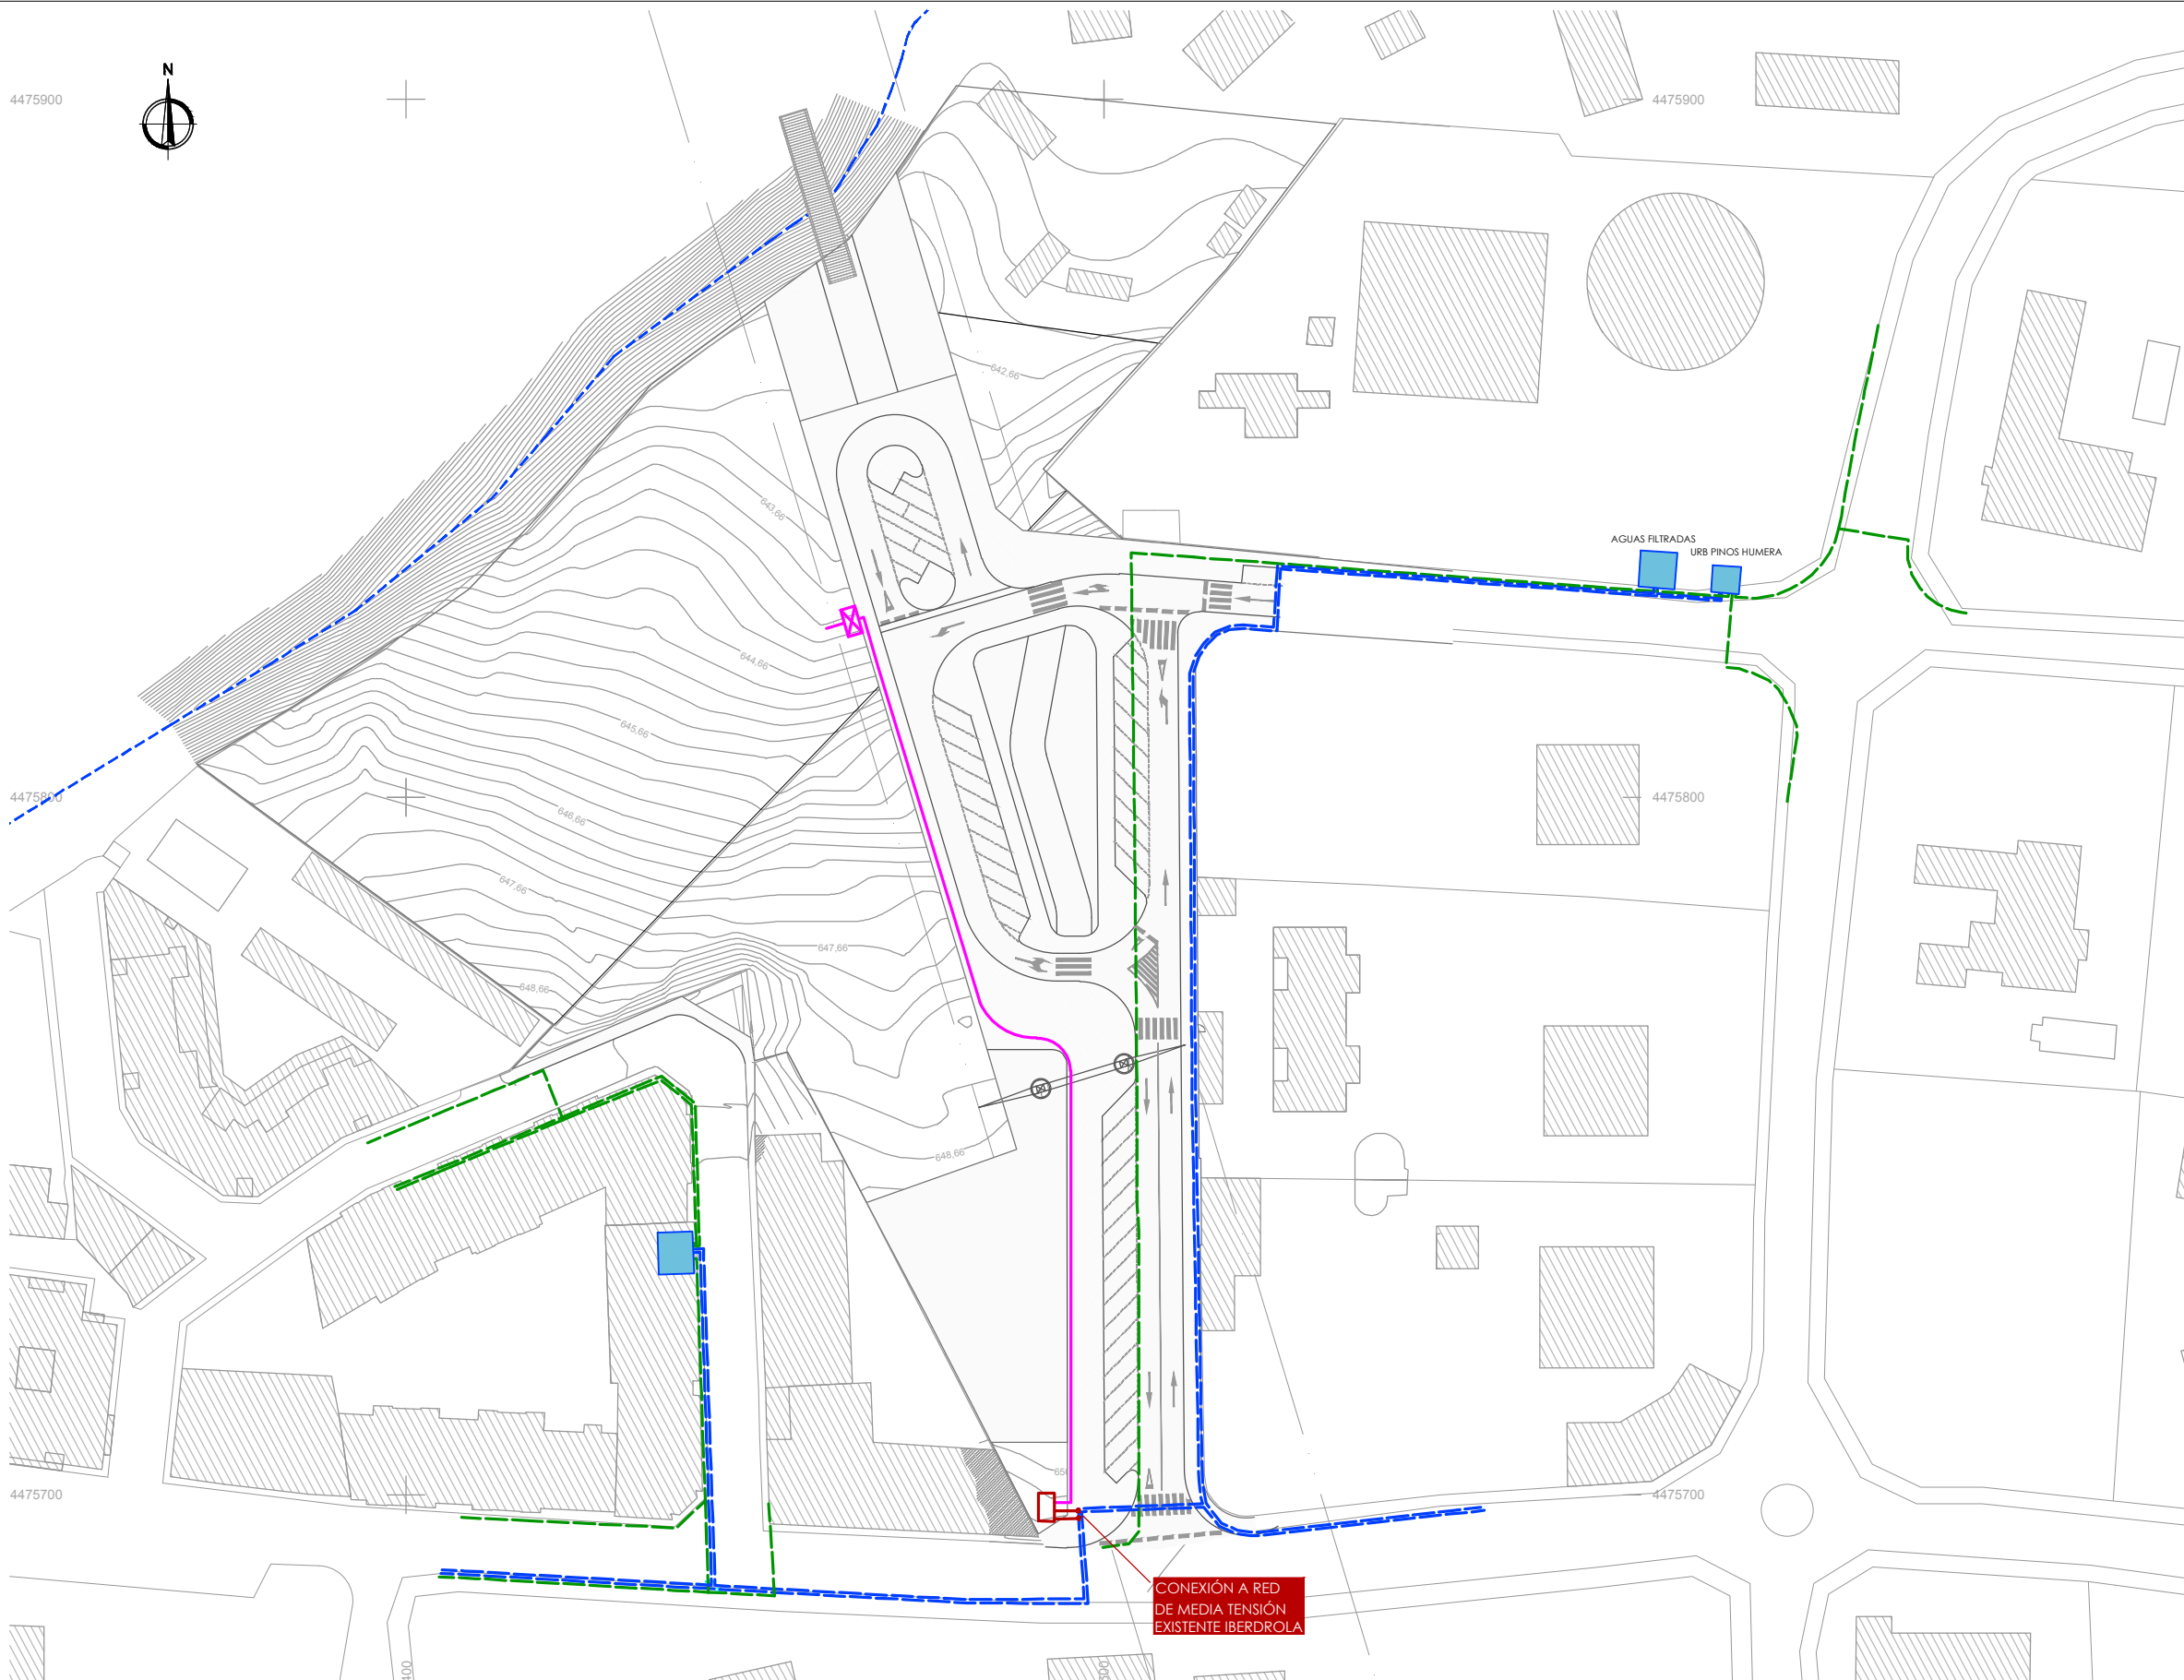 N
4475900
4475900
642,66
643,66
AGUAS FILTRADAS
URB PINOS HUMERA
644,66
645,66
4475800
4475800
646,66
647,66
647,66
648,66
648,66
4475700
4475700
CONEXIÓN A RED
DE MEDIA TENSIÓN
EXISTENTE IBERDROLA